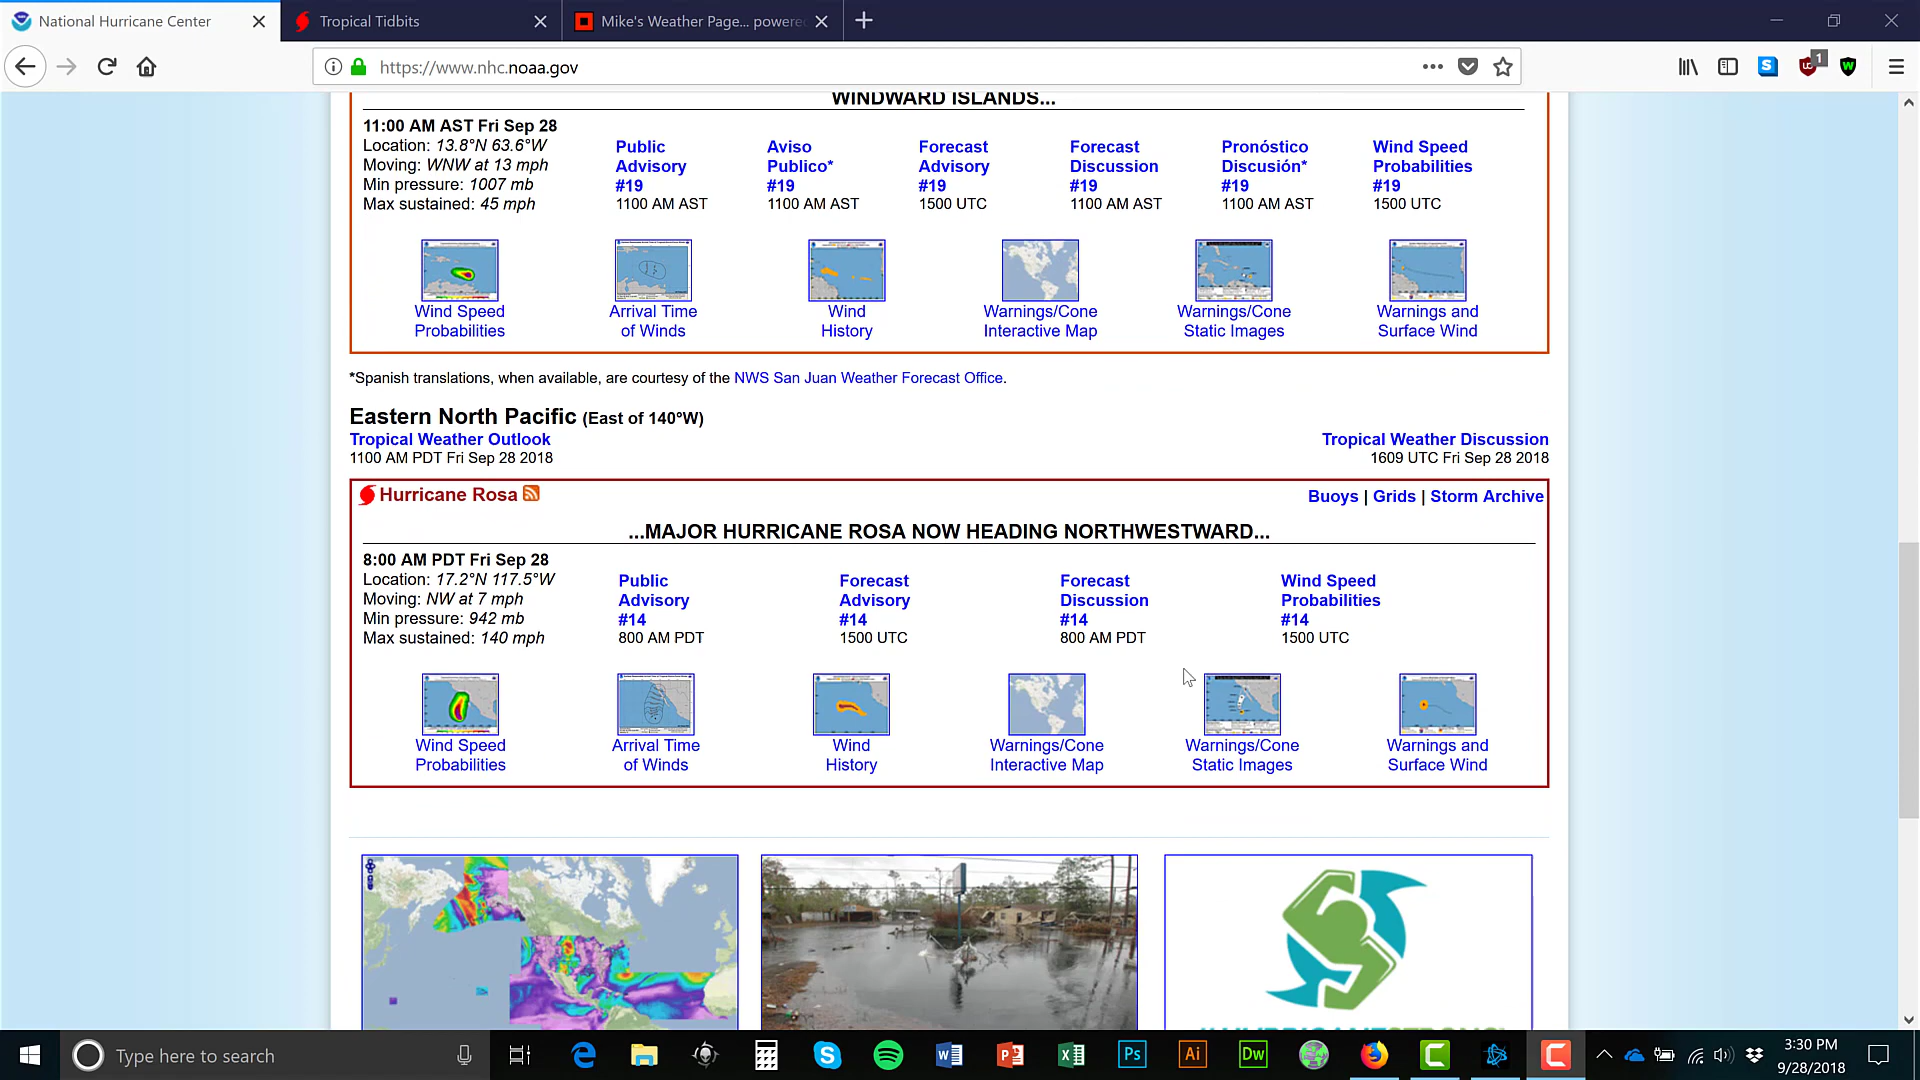 National Hurricane Center
Tropical Tidbits
Mike's Weather Page... powere
https://www.nhc.noaa.gov
1
WINDWARD ISLANDS...
11:00 AM AST Fri Sep 28
Location: 13.8°N 63.6°W
Moving: WNW at 13 mph
Min pressure: 1007 mb
Max sustained: 45 mph
Public
Advisory
#19
1100 AM AST
Aviso
Publico*
#19
1100 AM AST
Forecast
Advisory
#19
1500 UTC
Forecast
Discussion
#19
1100 AM AST
Pronóstico
Discusión*
#19
1100 AM AST
Wind Speed
Probabilities
#19
1500 UTC
Wind Speed
Probabilities
Arrival Time
of Winds
Wind
History
Warnings/Cone
Interactive Map
Warnings/Cone
Static Images
Warnings and
Surface Wind
*Spanish translations, when available, are courtesy of the NWS San Juan Weather Forecast Office.
Eastern North Pacific (East of 140°W)
Tropical Weather Outlook
1100 AM PDT Fri Sep 28 2018
Tropical Weather Discussion
1609 UTC Fri Sep 28 2018
Hurricane Rosa
Buoys | Grids | Storm Archive
...MAJOR HURRICANE ROSA NOW HEADING NORTHWESTWARD...
8:00 AM PDT Fri Sep 28
Location: 17.2°N 117.5°W
Moving: NW at 7 mph
Min pressure: 942 mb
Max sustained: 140 mph
Public
Advisory
#14
800 AM PDT
Forecast
Advisory
#14
1500 UTC
Forecast
Discussion
#14
800 AM PDT
Wind Speed
Probabilities
#14
1500 UTC
Wind Speed
Probabilities
Arrival Time
of Winds
Wind
History
Warnings/Cone
Interactive Map
Warnings/Cone
Static Images
Warnings and
Surface Wind
Type here to search
Ps
Ai
Dw
3:30 PM
9/28/2018